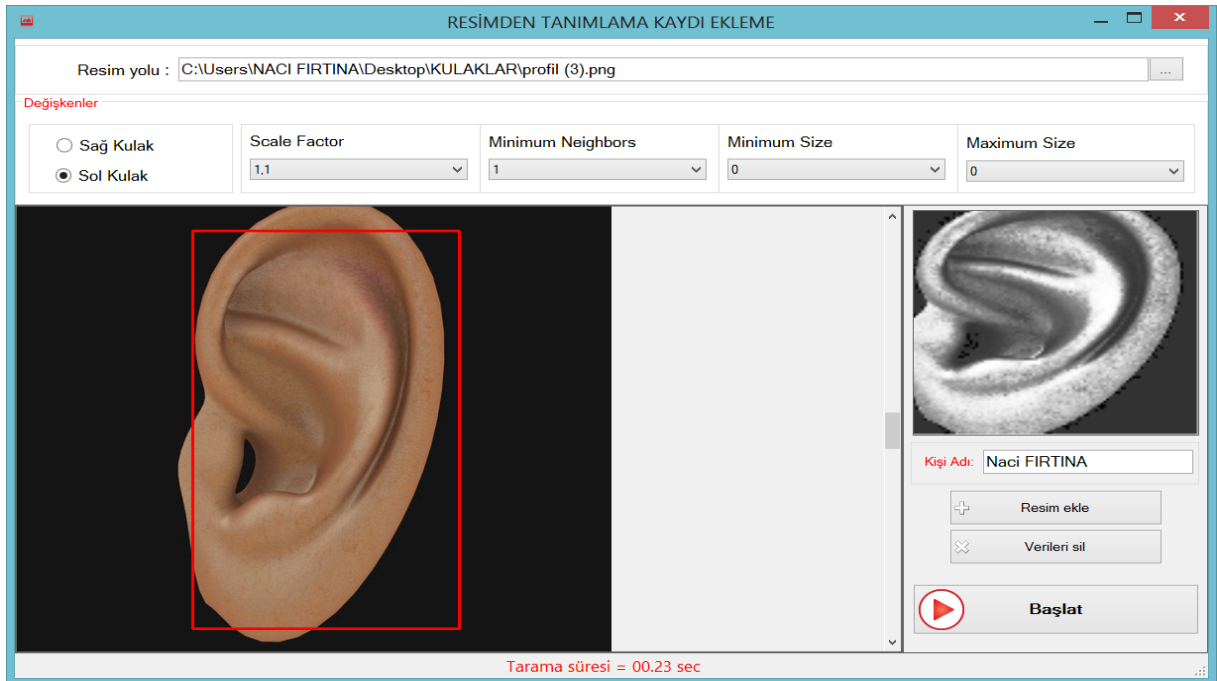 RESİMDEN TANIMLAMA KAYDI EKLEME
Resim yolu : C:\Users\NACI FIRTINA\Desktop\KULAKLAR\profil (3).png ...
Değişkenler
Sağ Kulak
Sol Kulak
Scale Factor
1,1
Minimum Neighbors
1
Minimum Size
0
Maximum Size
0
Kişi Adı: Naci FIRTINA
Resim ekle
Verileri sil
Başlat
Tarama süresi = 00.23 sec